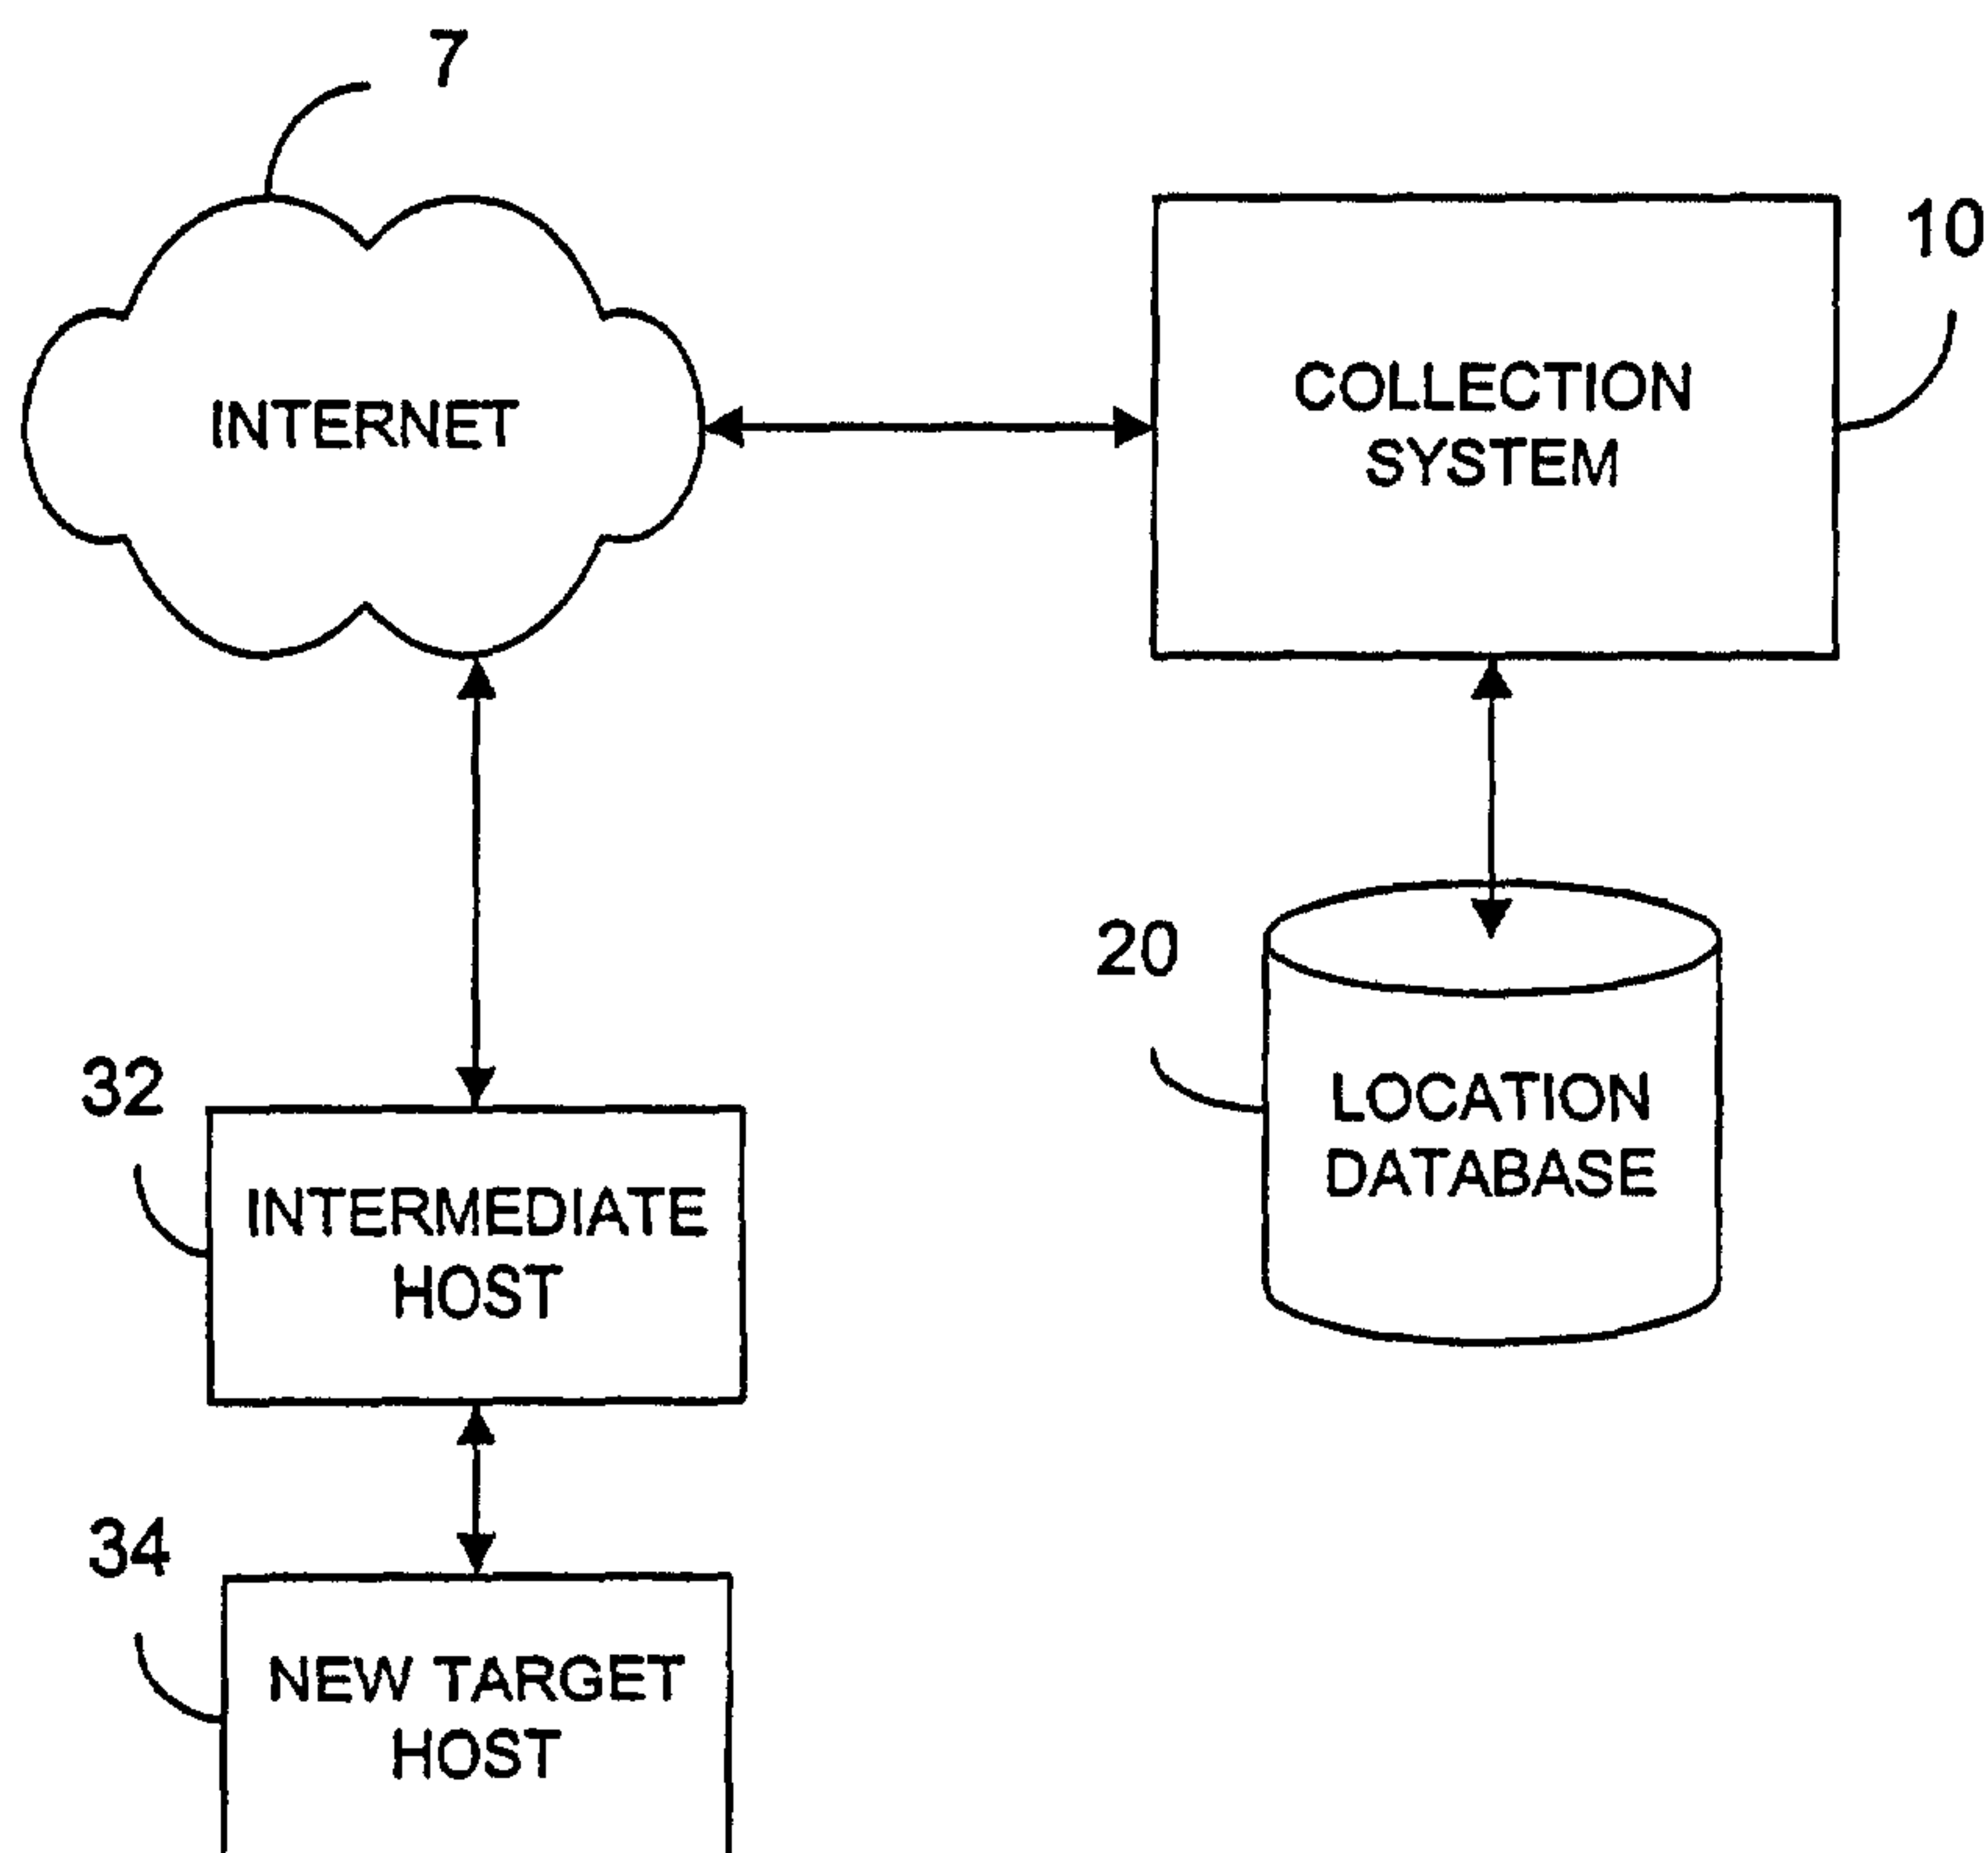 7
10
INTERNET
COLLECTION
SYSTEM
20
LOCATION
DATABASE
32
INTERMEDIATE
HOST
34
NEW TARGET
HOST